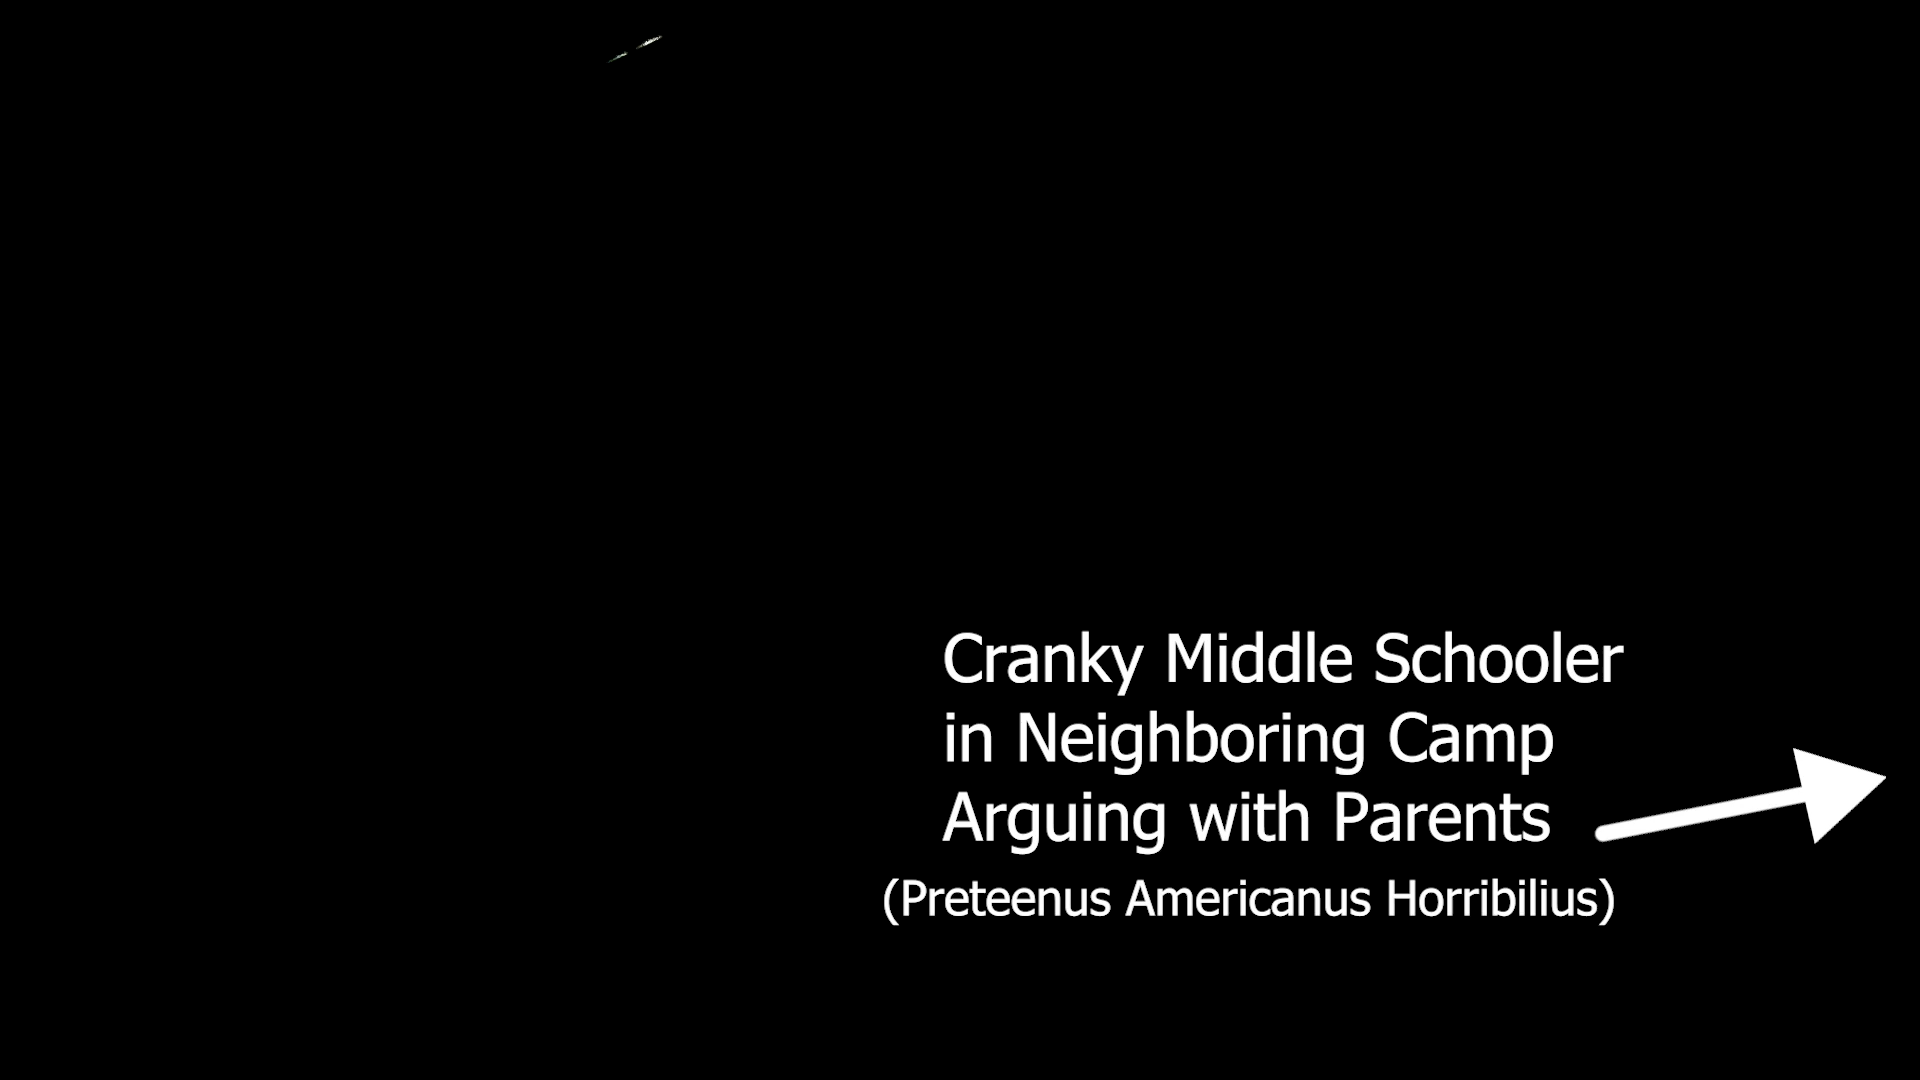 Cranky Middle Schooler
in Neighboring Camp
Arguing with Parents
(Preteenus Americanus Horribilius)